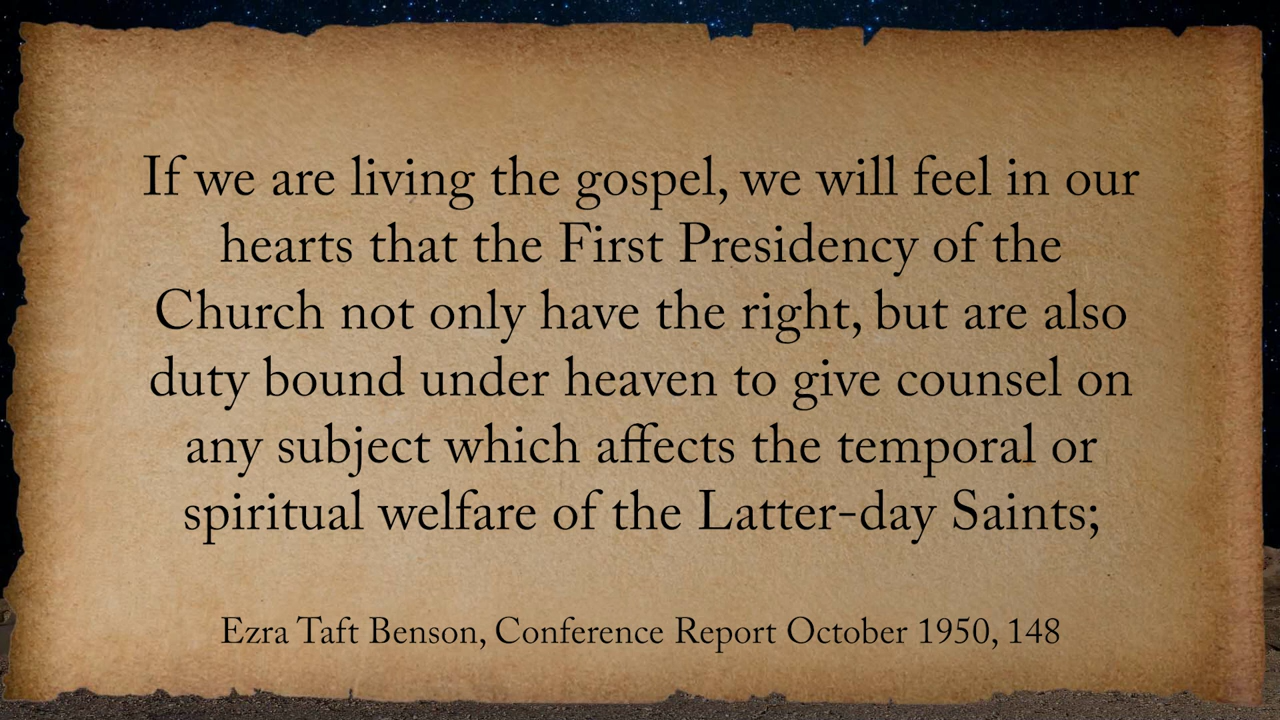 If we are living the gospel, we will feel in our
hearts that the First Presidency of the
Church not only have the right, but are also
duty bound under heaven to give counsel on
any subject which affects the temporal or
spiritual welfare of the Latter-day Saints;
Ezra Taft Benson, Conference Report October 1950, 148